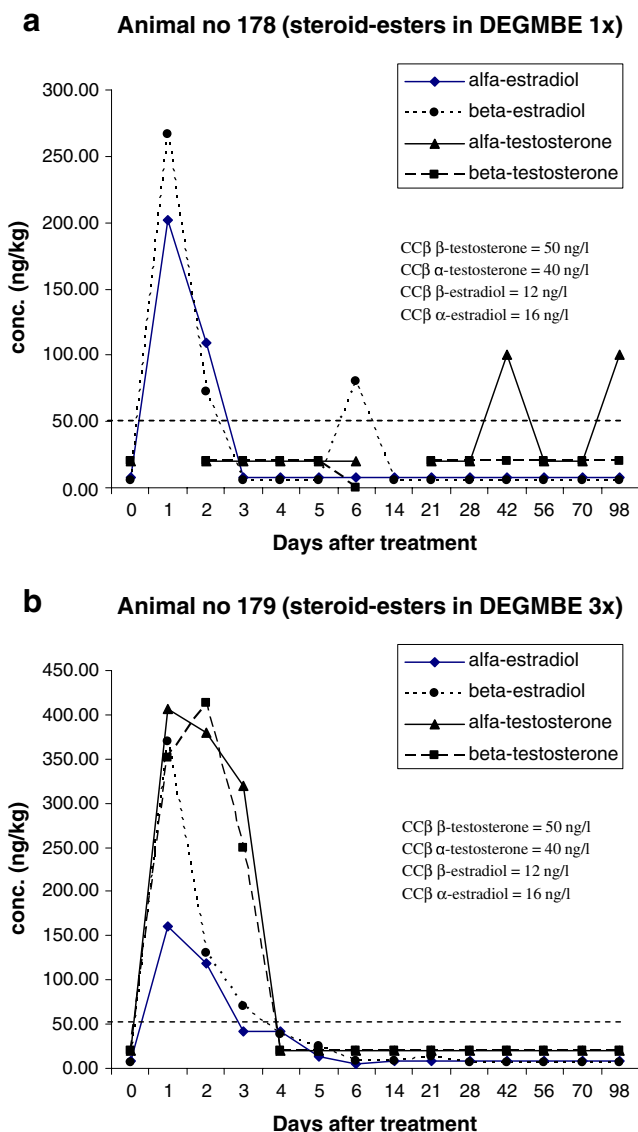 a Animal no 178 (steroid-esters in DEGMBE 1x)
300.00
250.00
200.00
150.00
100.00
50.00
0.00
conc. (ng/kg)
alfa-estradiol
beta-estradiol
alfa-testosterone
beta-testosterone
CCβ β-testosterone = 50 ng/l
CCβ α-testosterone = 40 ng/l
CCβ β-estradiol = 12 ng/l
CCβ α-estradiol = 16 ng/l
0 1 2 3 4 5 6 14 21 28 42 56 70 98
Days after treatment
b Animal no 179 (steroid-esters in DEGMBE 3x)
450.00
400.00
350.00
300.00
250.00
200.00
150.00
100.00
50.00
0.00
conc. (ng/kg)
alfa-estradiol
beta-estradiol
alfa-testosterone
beta-testosterone
CCβ β-testosterone = 50 ng/l
CCβ α-testosterone = 40 ng/l
CCβ β-estradiol = 12 ng/l
CCβ α-estradiol = 16 ng/l
0 1 2 3 4 5 6 14 21 28 42 56 70 98
Days after treatment